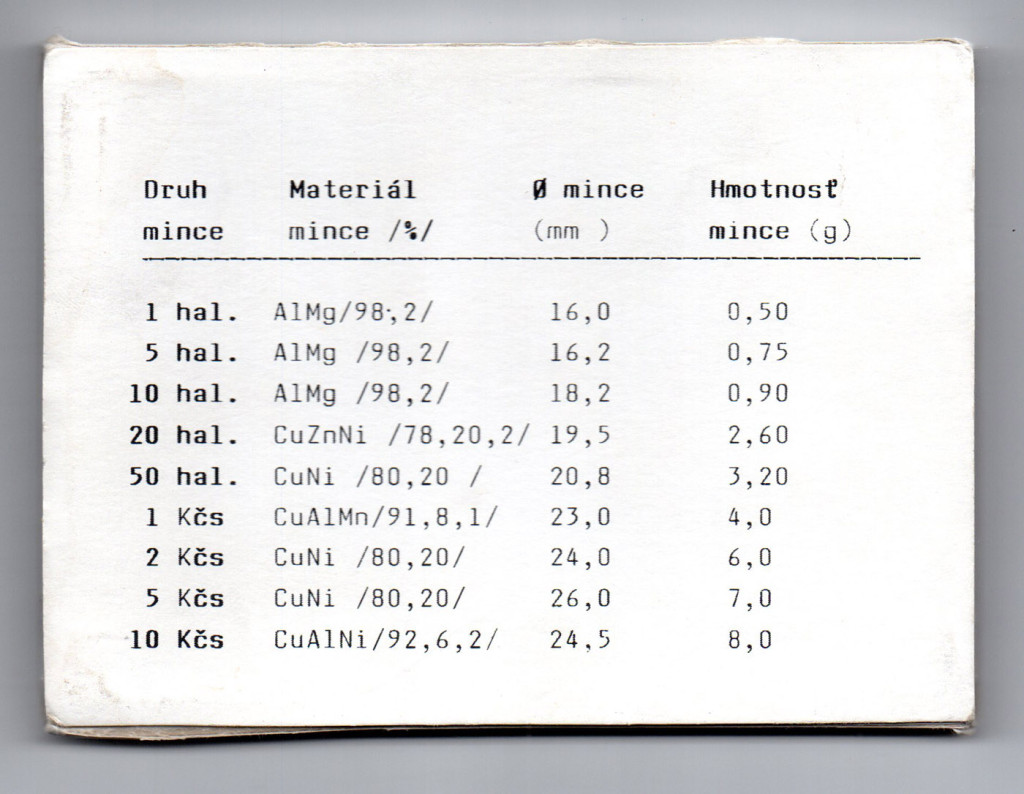 Druh Materiál Ø mince Hmotnosť
mince mince /%/ (mm ) mince (g)
1 hal. AlMg/98,2/ 16,0 0,50
5 hal. AlMg /98,2/ 16,2 0,75
10 hal. AlMg /98,2/ 18,2 0,90
20 hal. CuZnNi /78,20,2/ 19,5 2,60
50 hal. CuNi /80,20 / 20,8 3,20
1 Kčs CuAlMn/91,8,1/ 23,0 4,0
2 Kčs CuNi /80,20/ 24,0 6,0
5 Kčs CuNi /80,20/ 26,0 7,0
10 Kčs CuAlNi/92,6,2/ 24,5 8,0